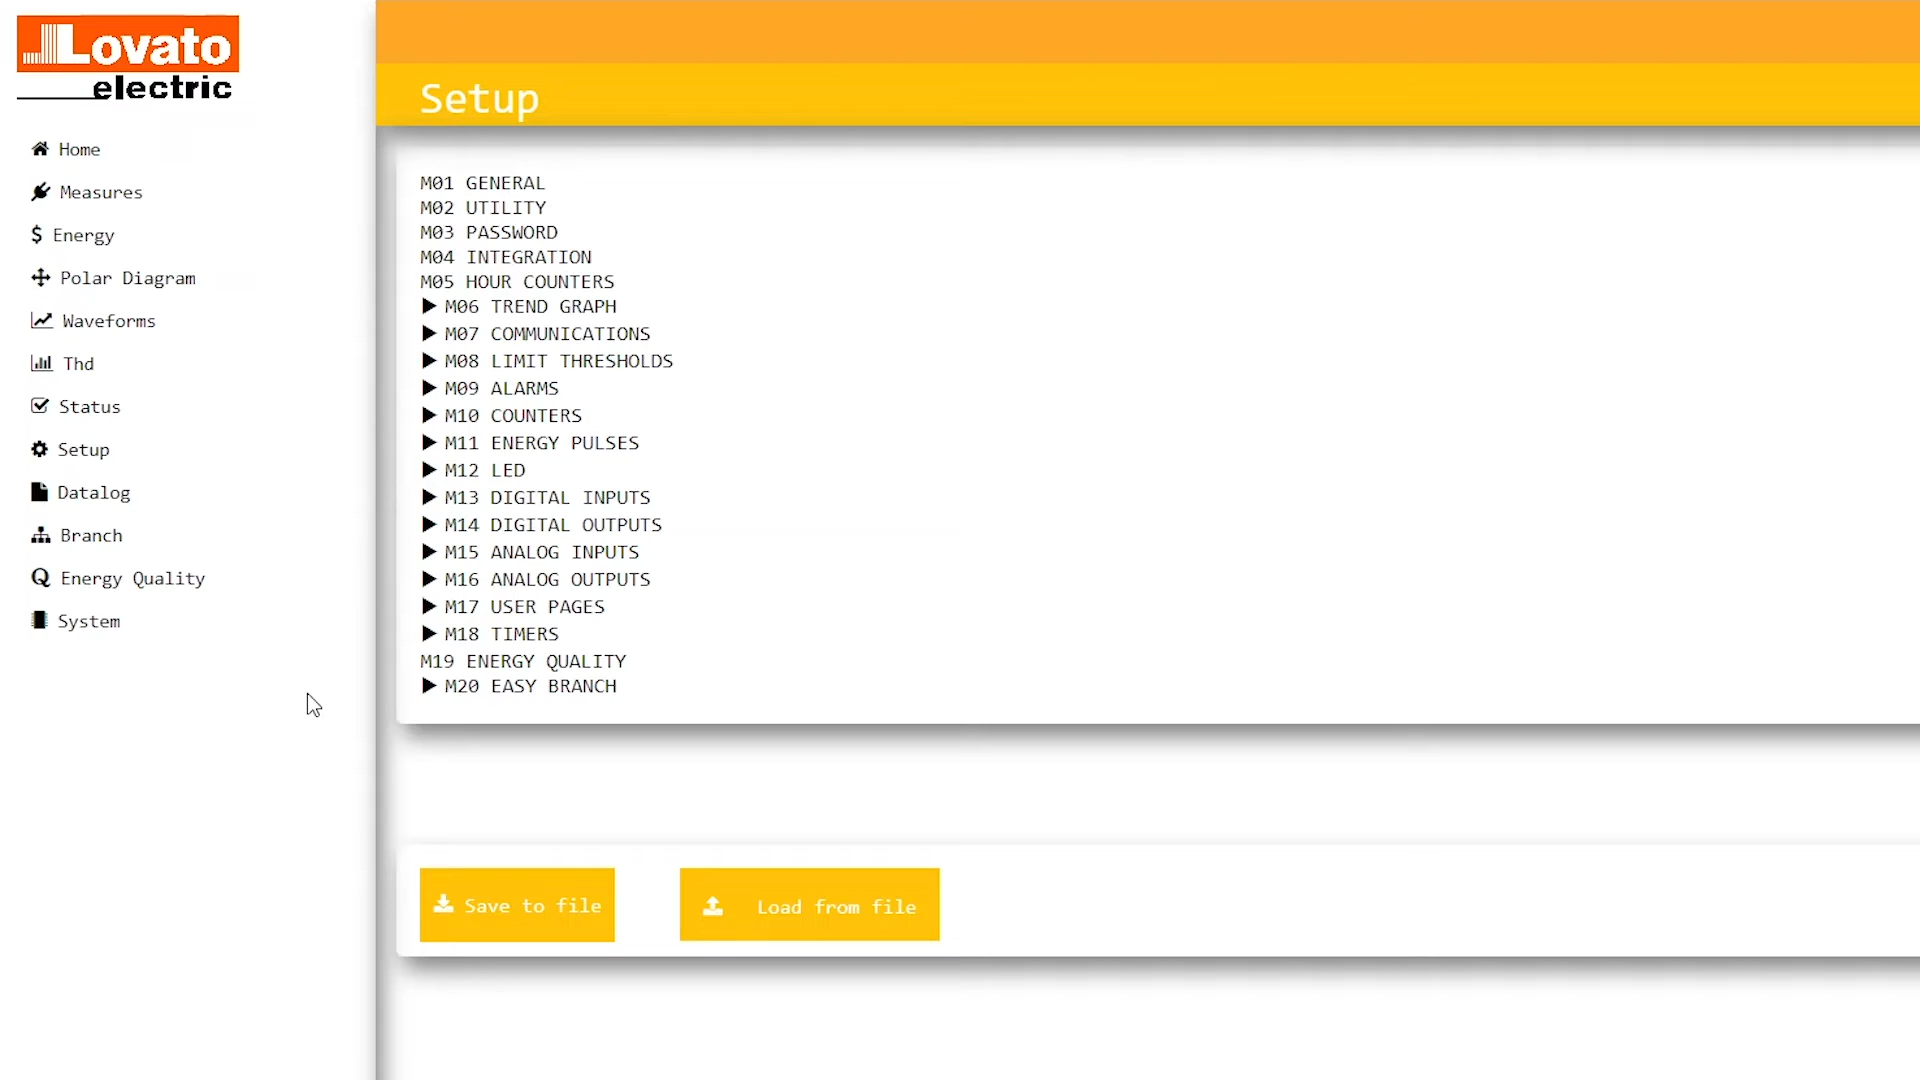 Lovato
electric
Home
Measures
Energy
Polar Diagram
Waveforms
Thd
Status
Setup
Datalog
Branch
Energy Quality
System
Setup
M01 GENERAL
M02 UTILITY
M03 PASSWORD
M04 INTEGRATION
M05 HOUR COUNTERS
M06 TREND GRAPH
M07 COMMUNICATIONS
M08 LIMIT THRESHOLDS
M09 ALARMS
M10 COUNTERS
M11 ENERGY PULSES
M12 LED
M13 DIGITAL INPUTS
M14 DIGITAL OUTPUTS
M15 ANALOG INPUTS
M16 ANALOG OUTPUTS
M17 USER PAGES
M18 TIMERS
M19 ENERGY QUALITY
M20 EASY BRANCH
Save to file
Load from file